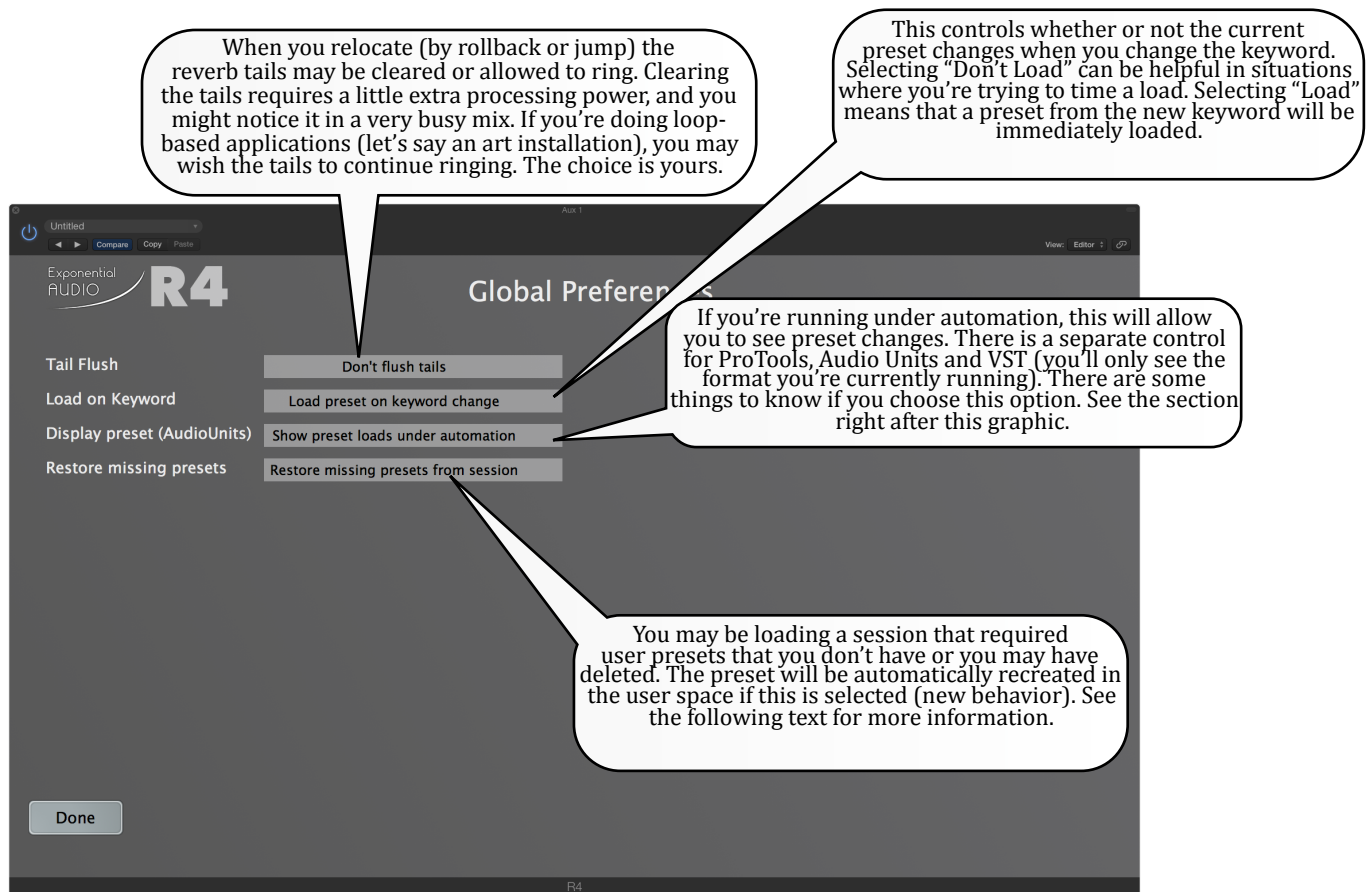 When you relocate (by rollback or jump) the
reverb tails may be cleared or allowed to ring. Clearing
the tails requires a little extra processing power, and you
might notice it in a very busy mix. If you're doing loop-
based applications (let's say an art installation), you may
wish the tails to continue ringing. The choice is yours.
This controls whether or not the current
preset changes when you change the keyword.
Selecting “Don't Load” can be helpful in situations
where you're trying to time a load. Selecting “Load”
means that a preset from the new keyword will be
immediately loaded.
Aux 1
Untitled
Compare Copy Paste
View: Editor
Exponential
AUDIO
R4
Global Preferences
If you're running under automation, this will allow
you to see preset changes. There is a separate control
for ProTools, Audio Units and VST (you'll only see the
format you're currently running). There are some
things to know if you choose this option. See the section
right after this graphic.
Tail Flush Don't flush tails
Load on Keyword Load preset on keyword change
Display preset (AudioUnits) Show preset loads under automation
Restore missing presets Restore missing presets from session
You may be loading a session that required
user presets that you don't have or you may have
deleted. The preset will be automatically recreated in
the user space if this is selected (new behavior). See
the following text for more information.
Done
R4